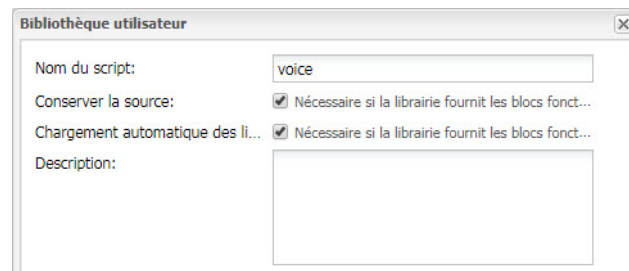 Bibliothèque utilisateur
Nom du script: voice
Conserver la source: Nécessaire si la librairie fournit les blocs fonct...
Chargement automatique des li... Nécessaire si la librairie fournit les blocs fonct...
Description: